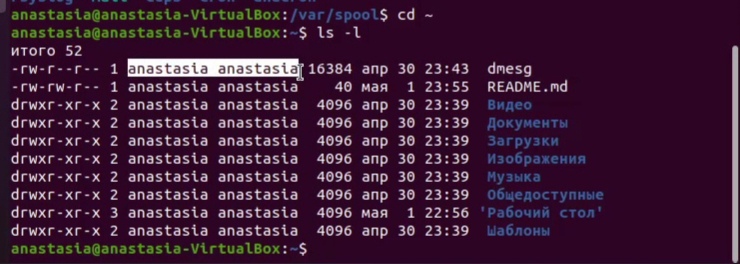 anastasia@anastasia-VirtualBox:/var/spool$ cd ~
anastasia@anastasia-VirtualBox:~$ ls -l
итого 52
-rw-r--r-- 1 anastasia anastasia 16384 апр 30 23:43 dmesg
-rw-rw-r-- 1 anastasia anastasia 40 мая 1 23:55 README.md
drwxr-xr-x 2 anastasia anastasia 4096 апр 30 23:39 Видео
drwxr-xr-x 2 anastasia anastasia 4096 апр 30 23:39 Документы
drwxr-xr-x 2 anastasia anastasia 4096 апр 30 23:39 Загрузки
drwxr-xr-x 2 anastasia anastasia 4096 апр 30 23:39 Изображения
drwxr-xr-x 2 anastasia anastasia 4096 апр 30 23:39 Музыка
drwxr-xr-x 2 anastasia anastasia 4096 апр 30 23:39 Общедоступные
drwxr-xr-x 3 anastasia anastasia 4096 мая 1 22:56 'Рабочий стол'
drwxr-xr-x 2 anastasia anastasia 4096 апр 30 23:39 Шаблоны
anastasia@anastasia-VirtualBox:~$